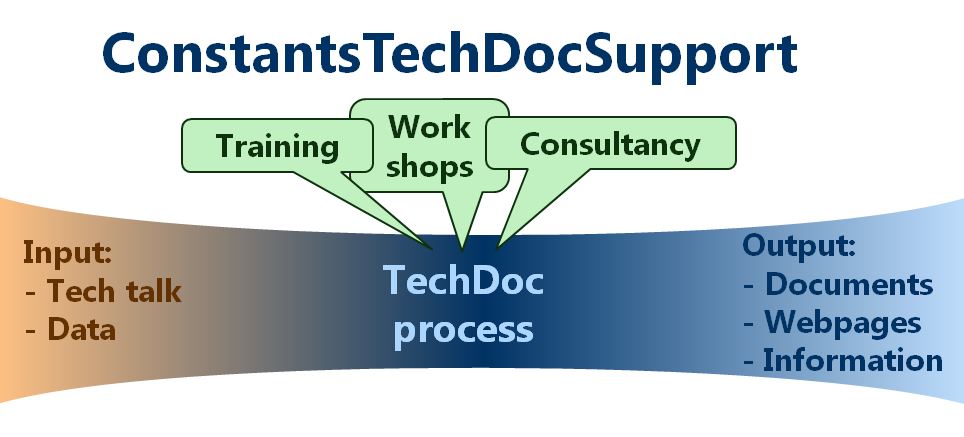 ConstantsTechDocSupport
Training
Work
shops
Consultancy
Input:
- Tech talk
- Data
TechDoc
process
Output:
- Documents
- Webpages
- Information